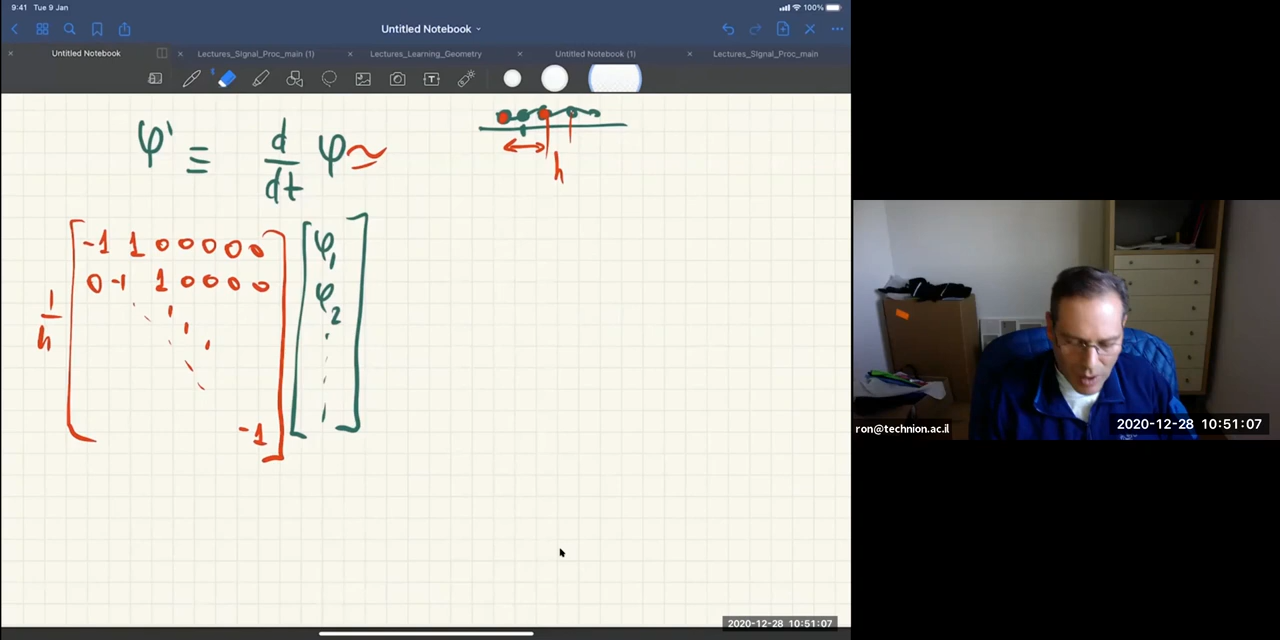 9:41 Tue 9 Jan
100%
Untitled Notebook
Untitled Notebook
Lectures_Signal_Proc_main (1)
Lectures_Learning_Geometry
Untitled Notebook (1)
Lectures_Signal_Proc_main
T
φ' ≡ d/dt φ ≃
h
1/h
-1 1 0 0 0 0 0
0 -1 1 0 0 0 0
-1
φ1
φ2
ron@technion.ac.il
2020-12-28 10:51:07
2020-12-28 10:51:07